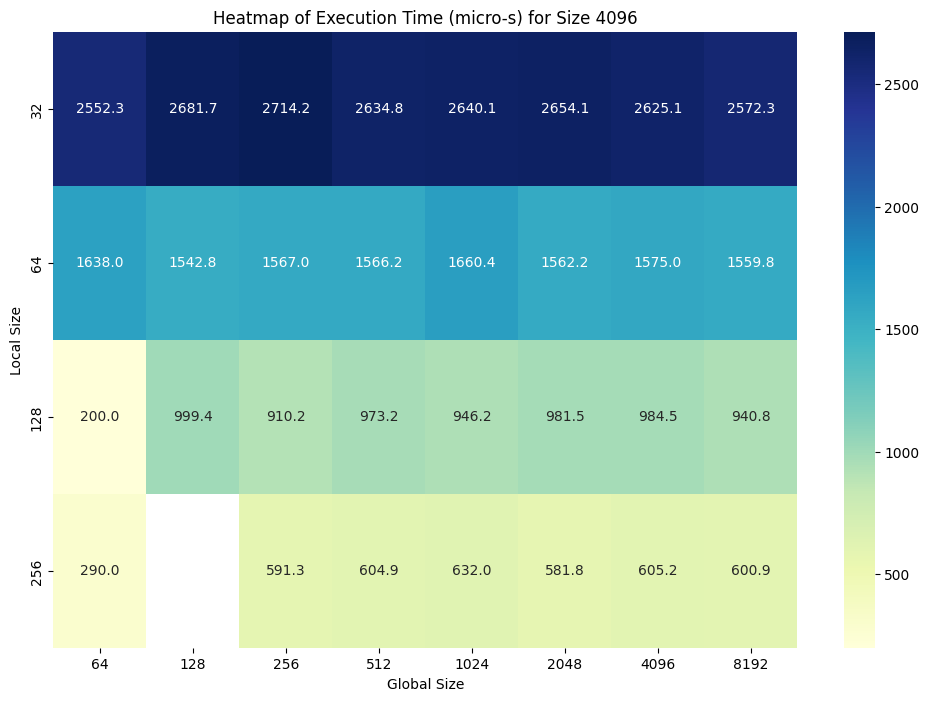 Heatmap of Execution Time (micro-s) for Size 4096
32 2552.3 2681.7 2714.2 2634.8 2640.1 2654.1 2625.1 2572.3
64 1638.0 1542.8 1567.0 1566.2 1660.4 1562.2 1575.0 1559.8
128 200.0 999.4 910.2 973.2 946.2 981.5 984.5 940.8
256 290.0 591.3 604.9 632.0 581.8 605.2 600.9
Local Size
64 128 256 512 1024 2048 4096 8192
Global Size
2500
2000
1500
1000
500